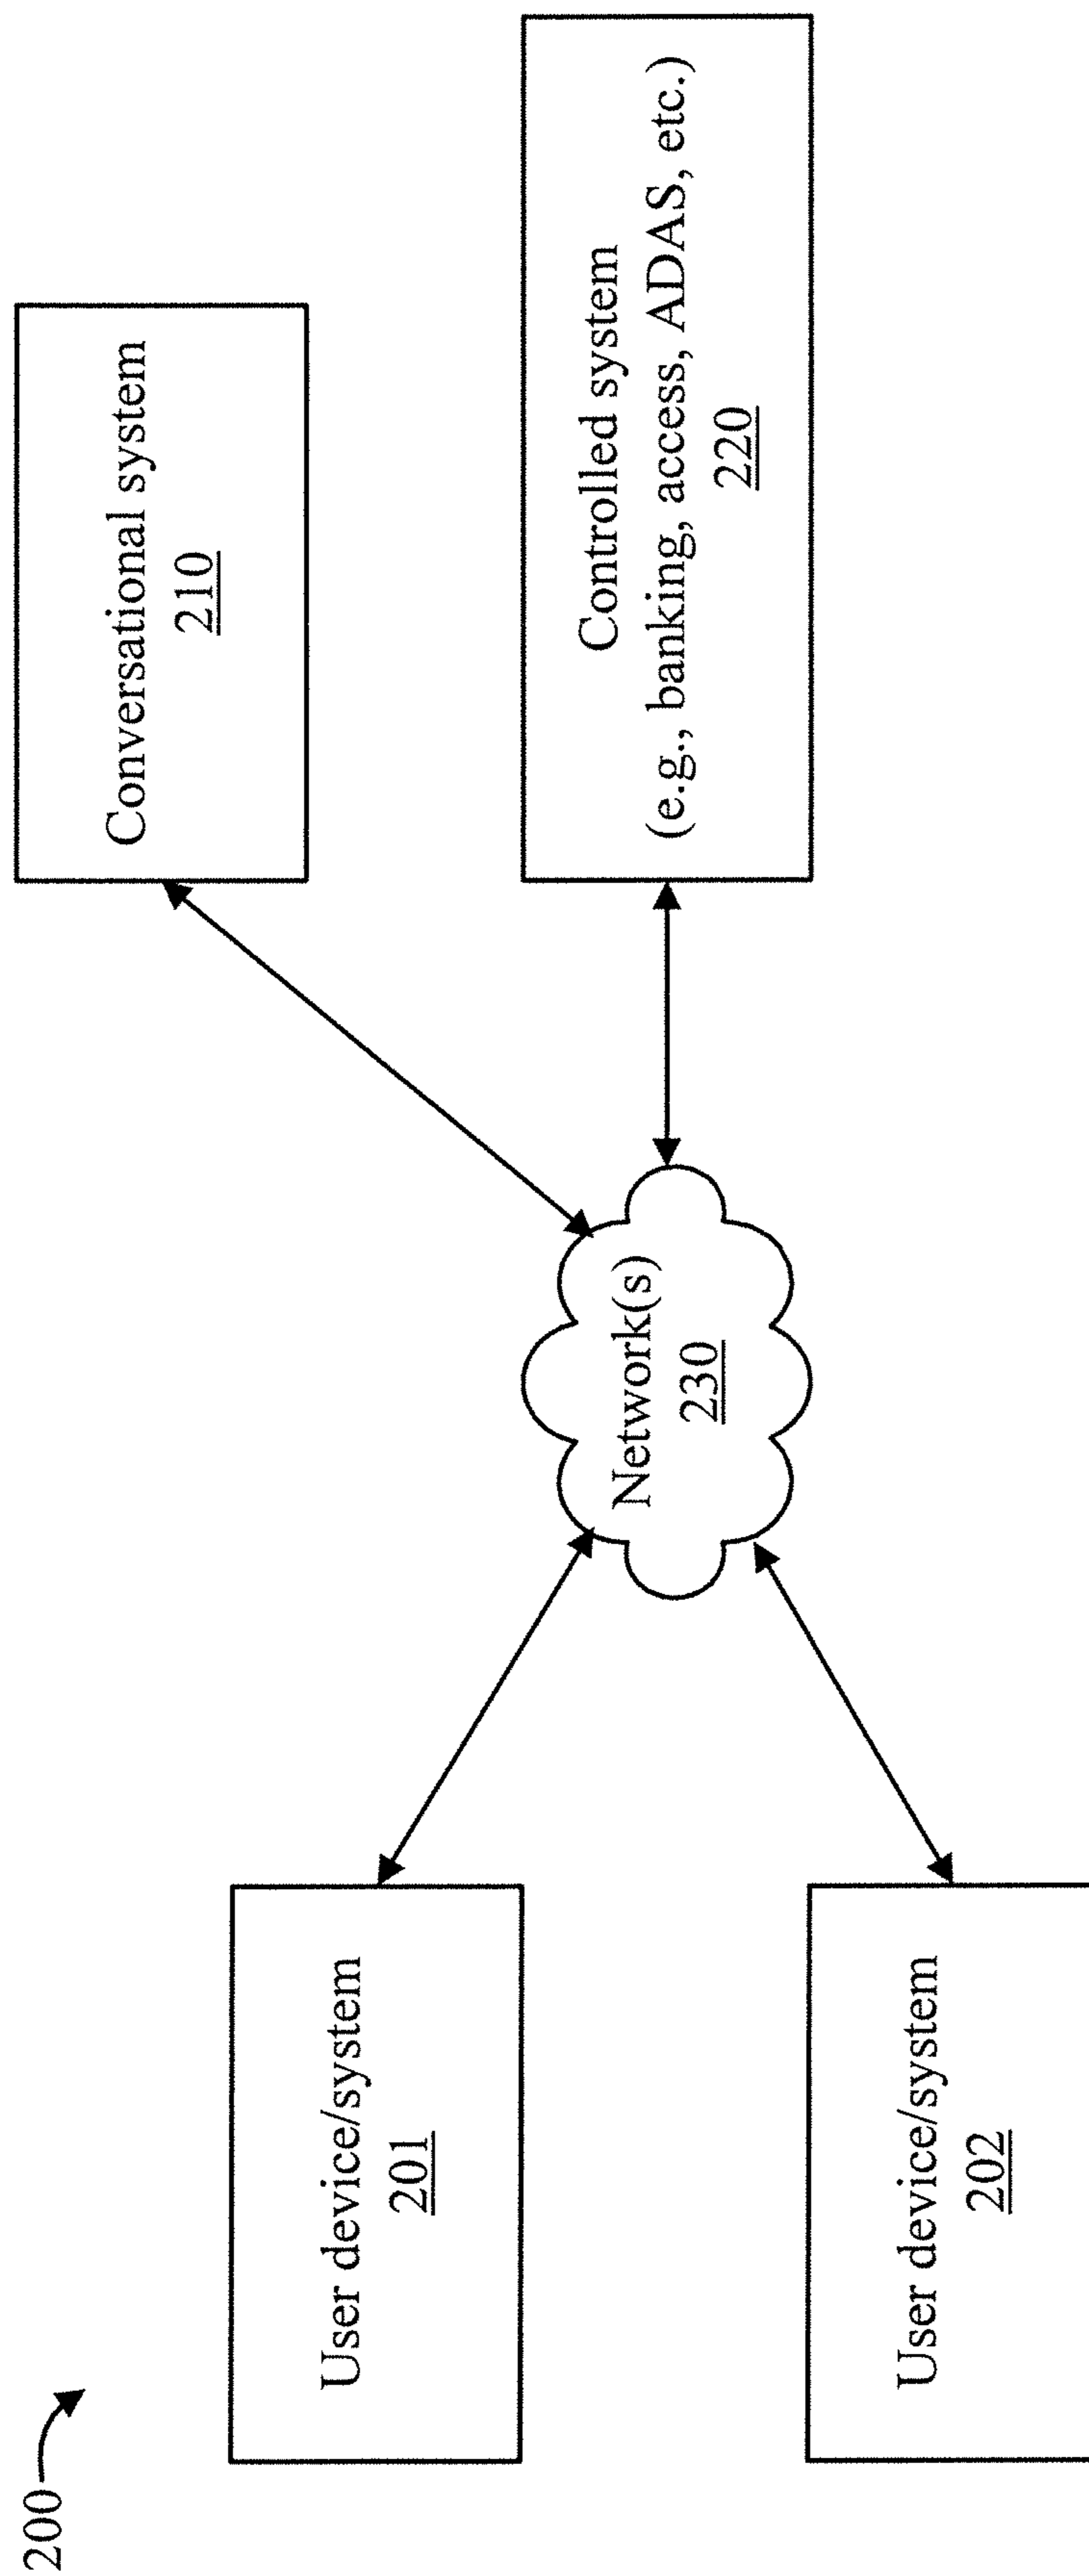 200
User device/system
201
User device/system
202
Network(s)
230
Conversational system
210
Controlled system
(e.g., banking, access, ADAS, etc.)
220